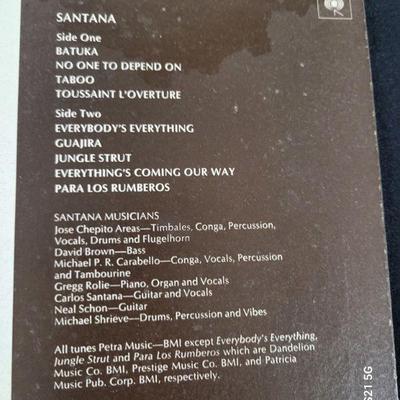 SANTANA
Side One
BATUKA
NO ONE TO DEPEND ON
TABOO
TOUSSAINT L'OVERTURE
Side Two
EVERYBODY'S EVERYTHING
GUAJIRA
JUNGLE STRUT
EVERYTHING'S COMING OUR WAY
PARA LOS RUMBEROS
SANTANA MUSICIANS
Jose Chepito Areas—Timbales, Conga, Percussion,
Vocals, Drums and Flugelhorn
David Brown—Bass
Michael P. R. Carabello—Conga, Vocals, Percussion
and Tambourine
Gregg Rolie—Piano, Organ and Vocals
Carlos Santana—Guitar and Vocals
Neal Schon—Guitar
Michael Shrieve—Drums, Percussion and Vibes
All tunes Petra Music—BMI except Everybody's Everything,
Jungle Strut and Para Los Rumberos which are Dandelion
Music Co. BMI, Prestige Music Co. BMI, and Patricia
Music Pub. Corp. BMI, respectively.
S21 5G